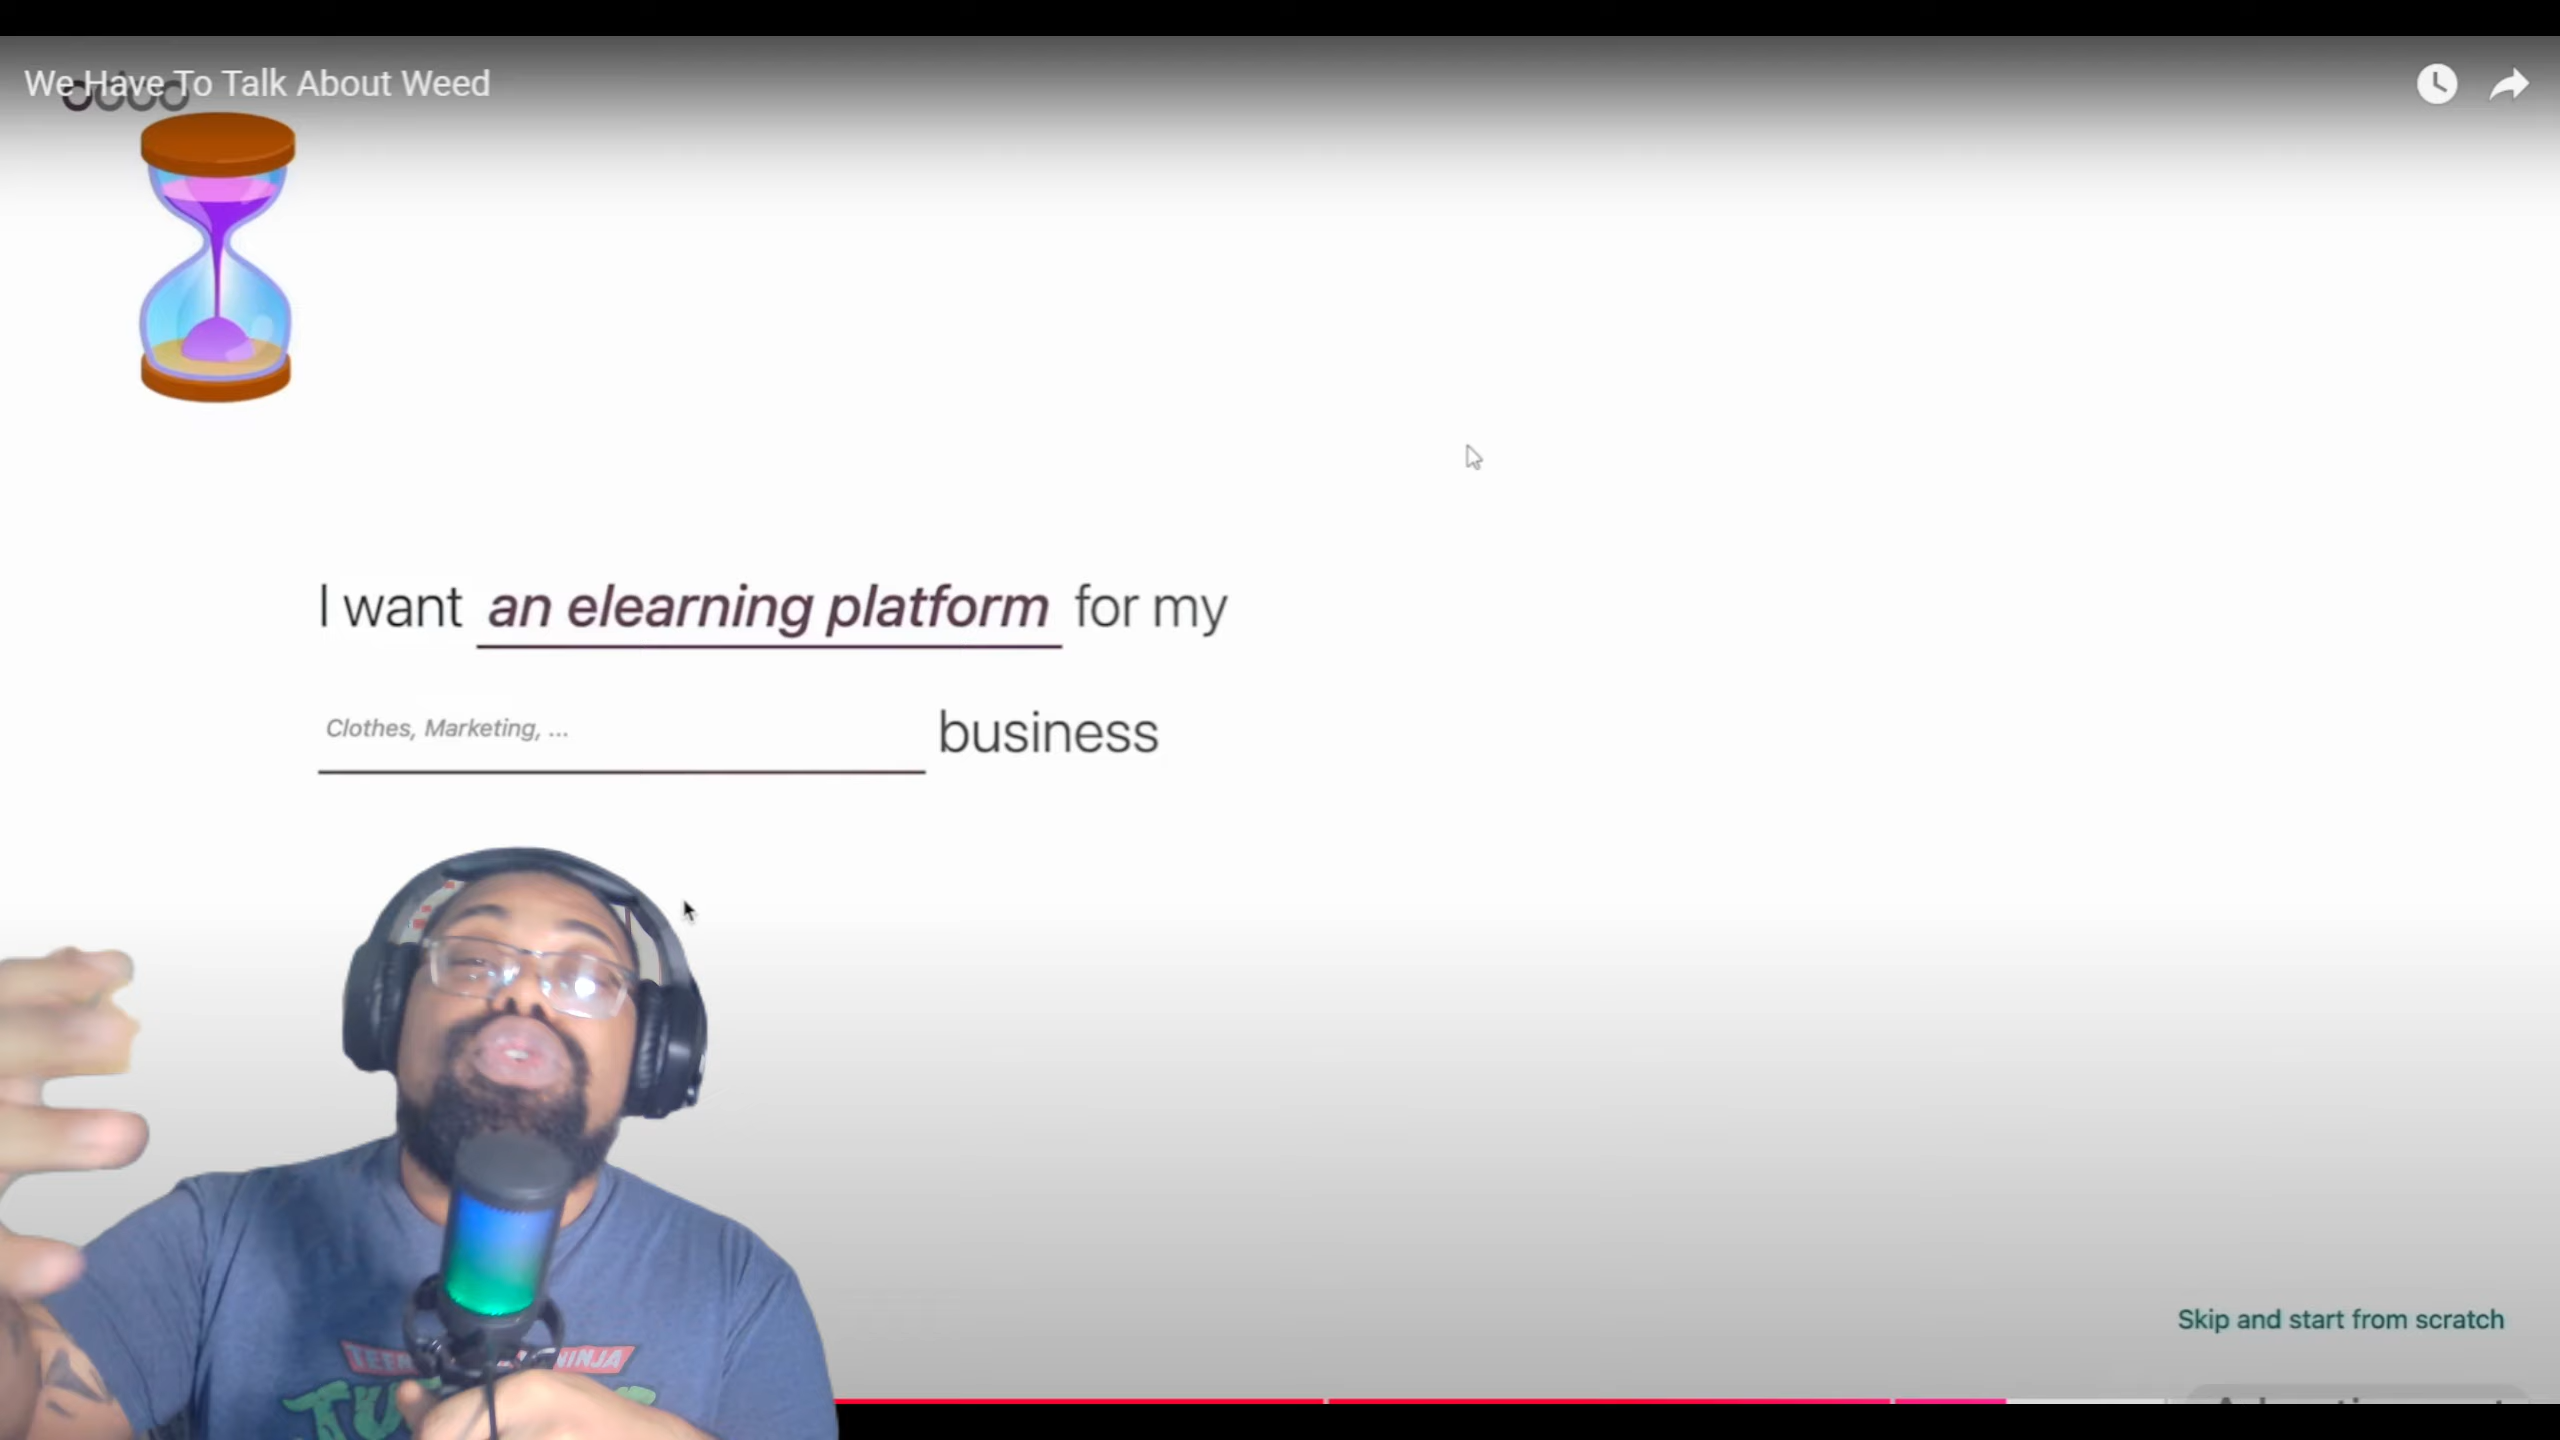 We Have To Talk About Weed
I want an elearning platform for my
Clothes, Marketing, ... business
Skip and start from scratch
NINJA